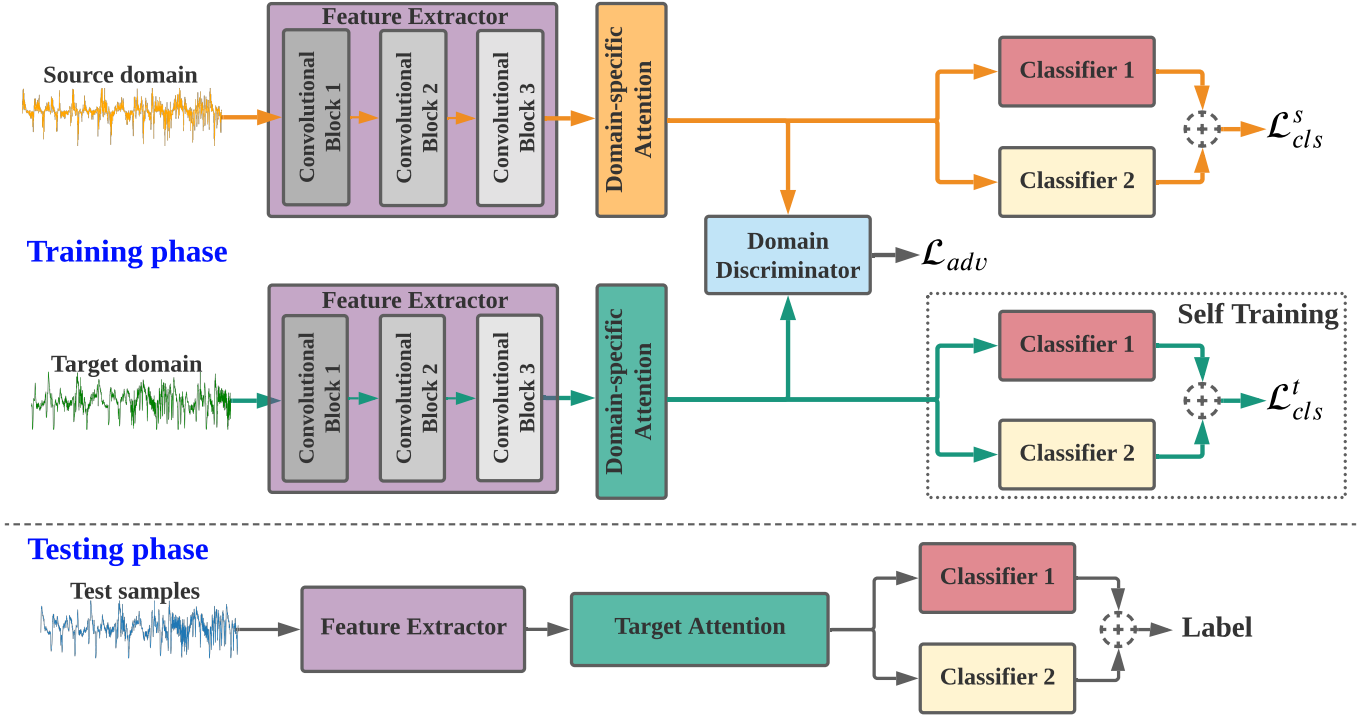 Feature Extractor
Source domain
Convolutional
Block 1
Convolutional
Block 2
Convolutional
Block 3
Domain-specific
Attention
Classifier 1
Classifier 2
+
ℒˢ_cls
Training phase
Domain
Discriminator
ℒ_adv
Feature Extractor
Target domain
Convolutional
Block 1
Convolutional
Block 2
Convolutional
Block 3
Domain-specific
Attention
Self Training
Classifier 1
Classifier 2
+
ℒᵗ_cls
Testing phase
Test samples
Feature Extractor
Target Attention
Classifier 1
Classifier 2
+
Label